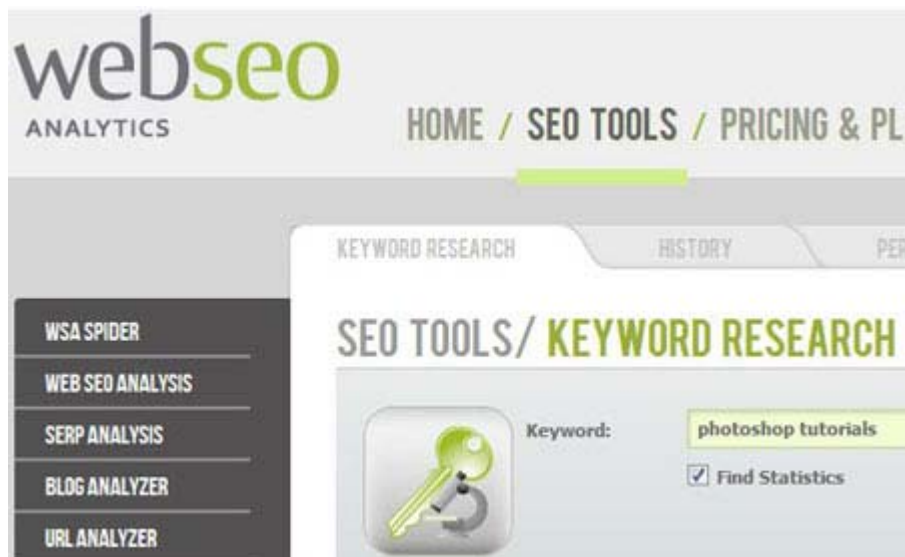 webseo
ANALYTICS
HOME / SEO TOOLS / PRICING & PL
KEYWORD RESEARCH HISTORY PER
WSA SPIDER
WEB SEO ANALYSIS
SERP ANALYSIS
BLOG ANALYZER
URL ANALYZER
SEO TOOLS/ KEYWORD RESEARCH
Keyword: photoshop tutorials
Find Statistics